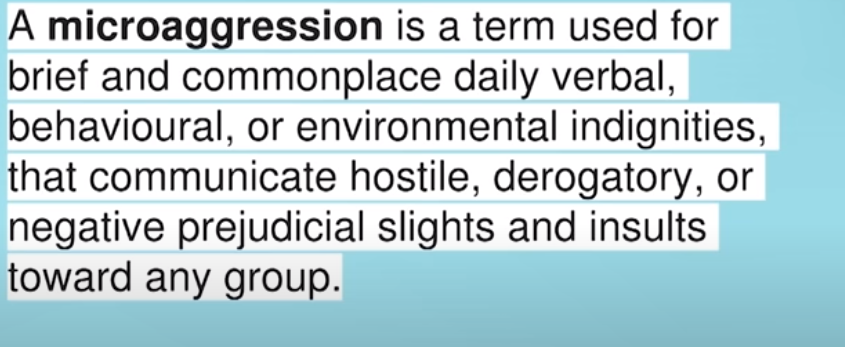 A microaggression is a term used for
brief and commonplace daily verbal,
behavioural, or environmental indignities,
that communicate hostile, derogatory, or
negative prejudicial slights and insults
toward any group.